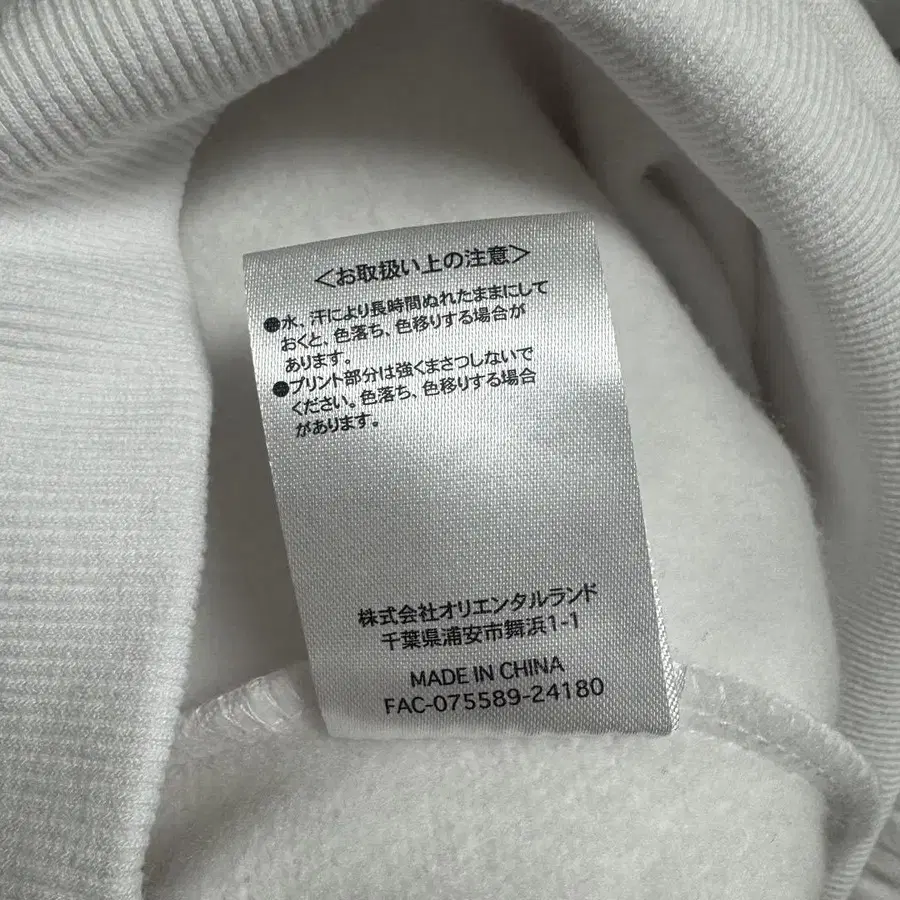 <お取扱い上の注意>
●水、汗により長時間ぬれたままにして
おくと、色落ち、色移りする場合が
あります。
●プリント部分は強くまさつしないで
ください。色落ち、色移りする場合
があります。
株式会社オリエンタルランド
千葉県浦安市舞浜1-1
MADE IN CHINA
FAC-075589-24180